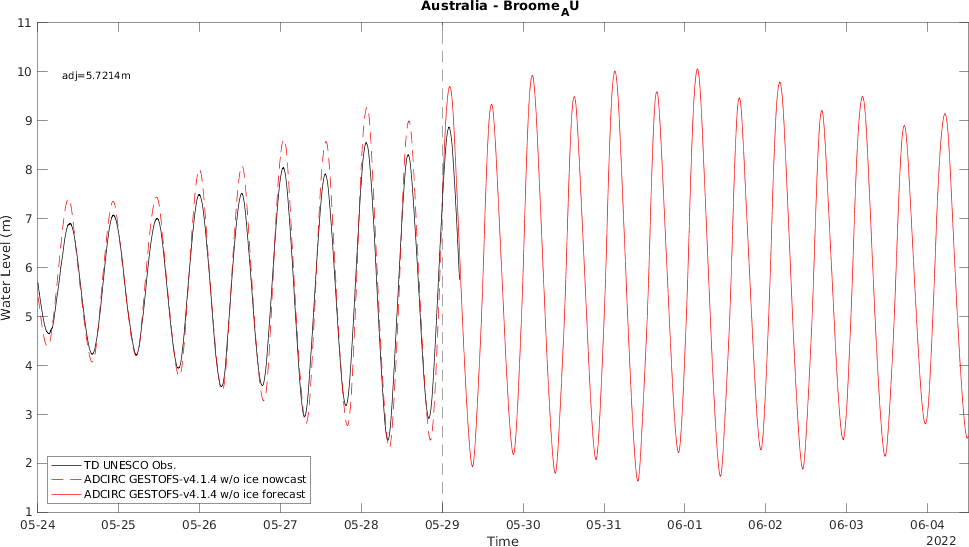 Australia - Broome_AU
11
10
9
8
7
6
5
4
3
2
1
Water Level (m)
adj=5.7214m
TD UNESCO Obs.
ADCIRC GESTOFS-v4.1.4 w/o ice nowcast
ADCIRC GESTOFS-v4.1.4 w/o ice forecast
05-24 05-25 05-26 05-27 05-28 05-29 05-30 05-31 06-01 06-02 06-03 06-04
Time
2022